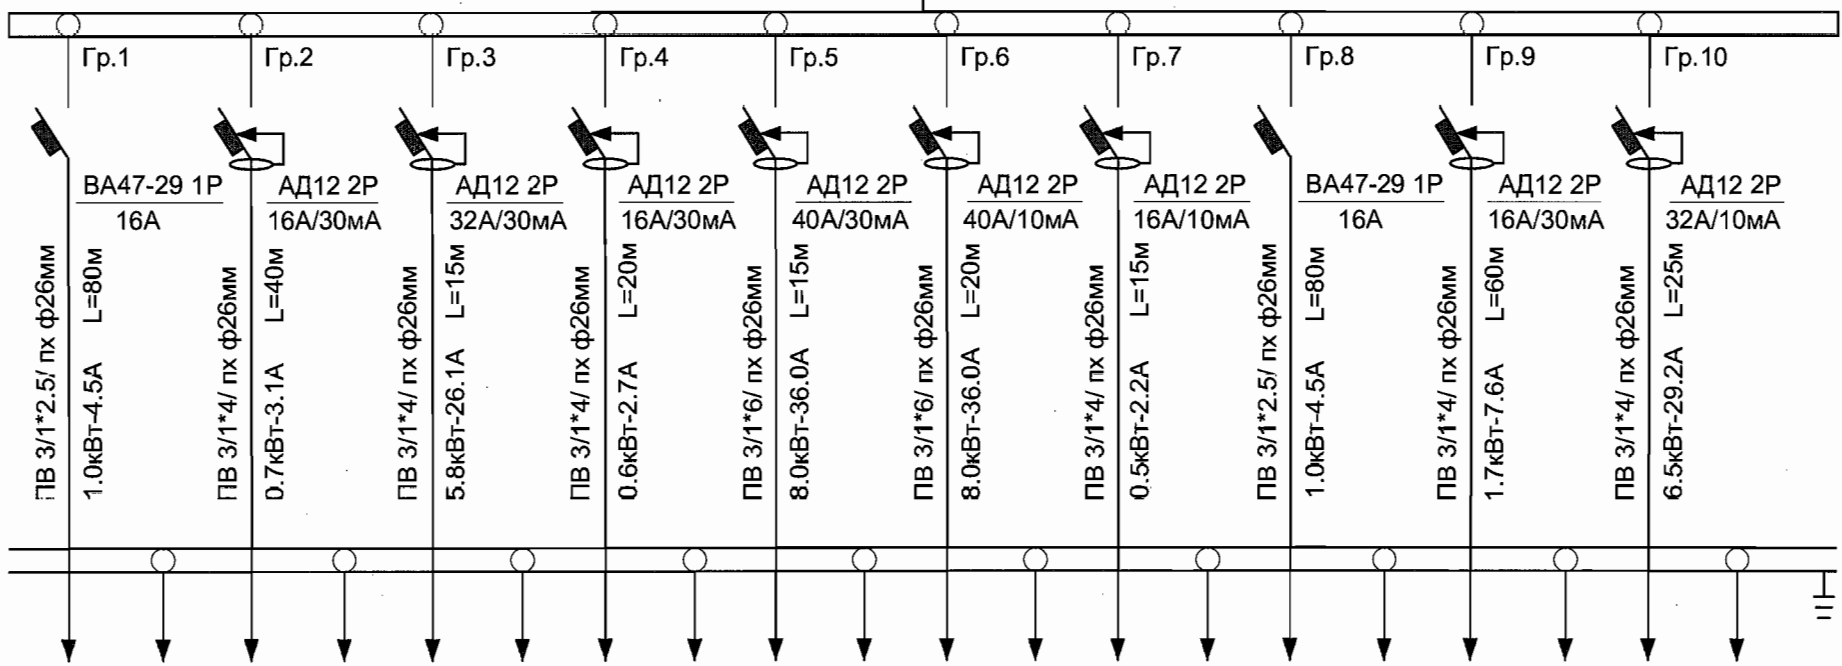 Гр.1
Гр.2
Гр.3
Гр.4
Гр.5
Гр.6
Гр.7
Гр.8
Гр.9
Гр.10
ВА47-29 1Р
16А
АД12 2Р
16А/30мА
АД12 2Р
32А/30мА
АД12 2Р
16А/30мА
АД12 2Р
40А/30мА
АД12 2Р
40А/10мА
АД12 2Р
16А/10мА
ВА47-29 1Р
16А
АД12 2Р
16А/30мА
АД12 2Р
32А/10мА
ПВ 3/1*2.5/ пх ф26мм
1.0кВт-4.5А L=80м
ПВ 3/1*4/ пх ф26мм
0.7кВт-3.1А L=40м
ПВ 3/1*4/ пх ф26мм
5.8кВт-26.1А L=15м
ПВ 3/1*4/ пх ф26мм
0.6кВт-2.7А L=20м
ПВ 3/1*6/ пх ф26мм
8.0кВт-36.0А L=15м
ПВ 3/1*6/ пх ф26мм
8.0кВт-36.0А L=20м
ПВ 3/1*4/ пх ф26мм
0.5кВт-2.2А L=15м
ПВ 3/1*2.5/ пх ф26мм
1.0кВт-4.5А L=80м
ПВ 3/1*4/ пх ф26мм
1.7кВт-7.6А L=60м
ПВ 3/1*4/ пх ф26мм
6.5кВт-29.2А L=25м